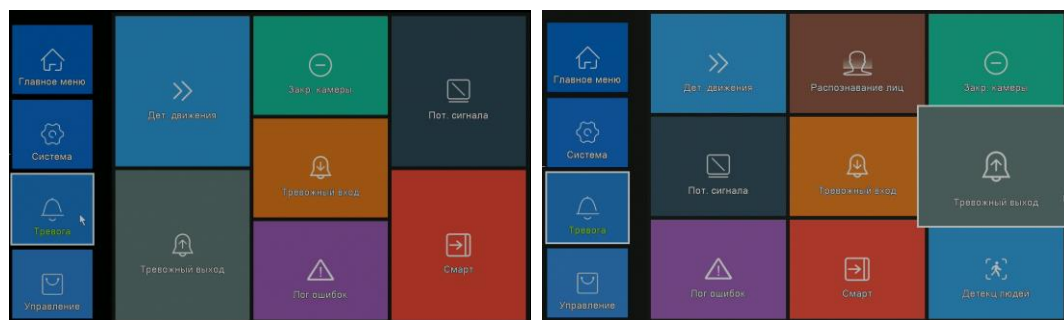 Главное меню
Система
Тревога
Управление
Дет. движения
Закр. камеры
Пот. сигнала
Тревожный вход
Тревожный выход
Лог ошибок
Смарт
Главное меню
Система
Тревога
Управление
Дет. движения
Распознавание лиц
Закр. камеры
Пот. сигнала
Тревожный вход
Тревожный выход
Лог ошибок
Смарт
Детекц людей